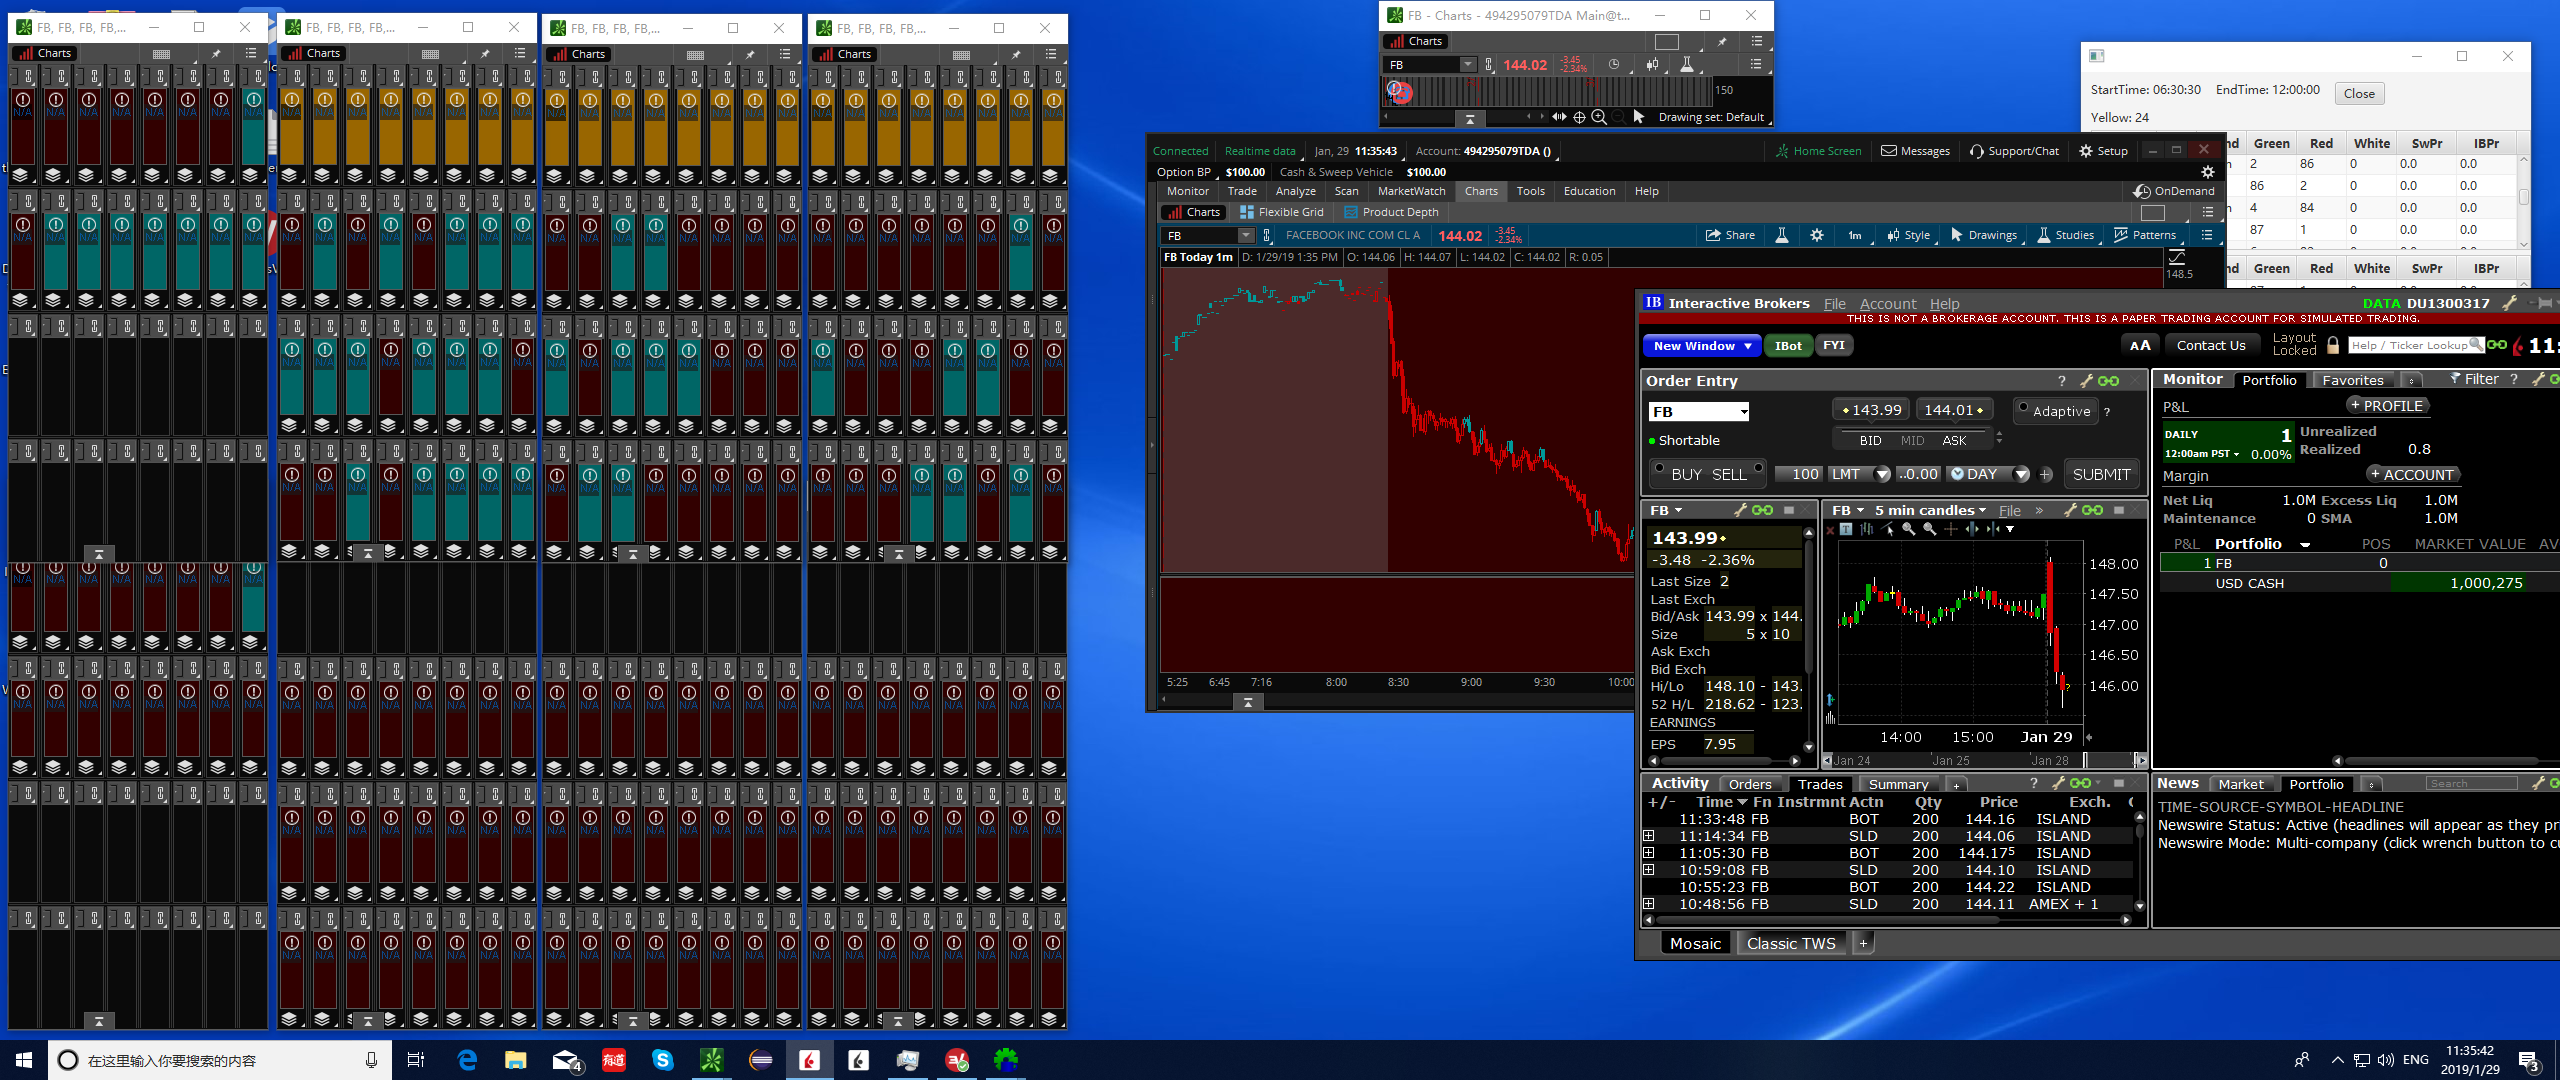 FB, FB, FB, FB,...
Charts
FB, FB, FB, FB,...
Charts
FB, FB, FB, FB,...
Charts
FB, FB, FB, FB,...
Charts
FB - Charts - 494295079TDA Main@t...
Charts
FB 144.02 -3.45 -2.34%
150
Drawing set: Default
StartTime: 06:30:30 EndTime: 12:00:00 Close
Yellow: 24
Green Red White SwPr IBPr
2 86 0 0.0 0.0
86 2 0 0.0 0.0
4 84 0 0.0 0.0
87 1 0 0.0 0.0
nd Green Red White SwPr IBPr
Connected Realtime data Jan, 29 11:35:43 Account: 494295079TDA () Home Screen Messages Support/Chat Setup
Option BP $100.00 Cash & Sweep Vehicle $100.00
Monitor Trade Analyze Scan MarketWatch Charts Tools Education Help OnDemand
Charts Flexible Grid Product Depth
FB FACEBOOK INC COM CL A 144.02 -3.45 -2.34% Share 1m Style Drawings Studies Patterns
FB Today 1m D: 1/29/19 1:35 PM O: 144.06 H: 144.07 L: 144.02 C: 144.02 R: 0.05
148.5
5:25 6:45 7:16 8:00 8:30 9:00 9:30 10:00
IB Interactive Brokers File Account Help DATA DU1300317
THIS IS NOT A BROKERAGE ACCOUNT. THIS IS A PAPER TRADING ACCOUNT FOR SIMULATED TRADING.
New Window IBot FYI AA Contact Us Layout Locked Help / Ticker Lookup 11:
Order Entry ?
FB 143.99 144.01 Adaptive ?
Shortable BID MID ASK
BUY SELL 100 LMT ..0.00 DAY + SUBMIT
Monitor Portfolio Favorites Filter ?
P&L + PROFILE
DAILY 1 Unrealized
12:00am PST 0.00% Realized 0.8
Margin + ACCOUNT
Net Liq 1.0M Excess Liq 1.0M
Maintenance 0 SMA 1.0M
P&L Portfolio POS MARKET VALUE AV
1 FB 0
USD CASH 1,000,275
FB
143.99
-3.48 -2.36%
Last Size 2
Last Exch
Bid/Ask 143.99 x 144.
Size 5 x 10
Ask Exch
Bid Exch
Hi/Lo 148.10 - 143.
52 H/L 218.62 - 123.
EARNINGS
EPS 7.95
FB 5 min candles File »
148.00
147.50
147.00
146.50
146.00
14:00 15:00 Jan 29
Jan 24 Jan 25 Jan 28
Activity Orders Trades Summary + ?
+/- Time Fn Instrmnt Actn Qty Price Exch.
11:33:48 FB BOT 200 144.16 ISLAND
11:14:34 FB SLD 200 144.06 ISLAND
11:05:30 FB BOT 200 144.175 ISLAND
10:59:08 FB SLD 200 144.10 ISLAND
10:55:23 FB BOT 200 144.22 ISLAND
10:48:56 FB SLD 200 144.11 AMEX + 1
News Market Portfolio Search
TIME-SOURCE-SYMBOL-HEADLINE
Newswire Status: Active (headlines will appear as they pri
Newswire Mode: Multi-company (click wrench button to cu
Mosaic Classic TWS +
在这里输入你要搜索的内容
4
有道
ENG
11:35:42
2019/1/29
3